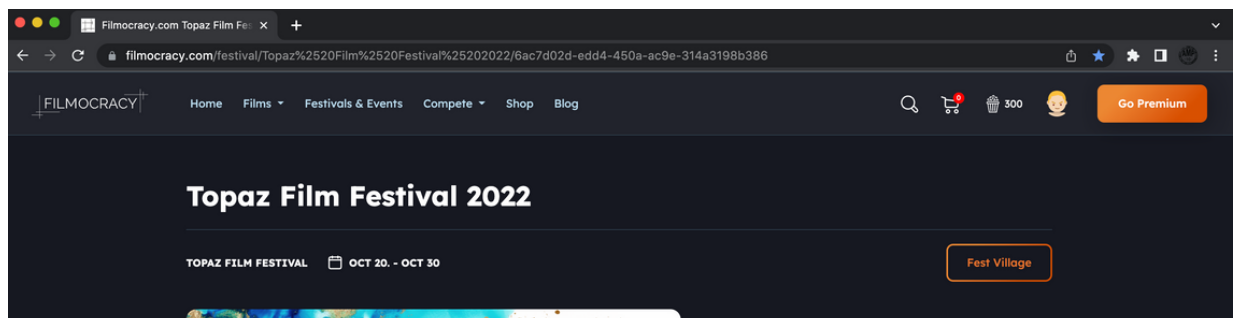 Filmocracy.com Topaz Film Fes
filmocracy.com/festival/Topaz%2520Film%2520Festival%25202022/6ac7d02d-edd4-450a-ac9e-314a3198b386
FILMOCRACY Home Films Festivals & Events Compete Shop Blog 0 300 Go Premium
Topaz Film Festival 2022
TOPAZ FILM FESTIVAL OCT 20. - OCT 30 Fest Village